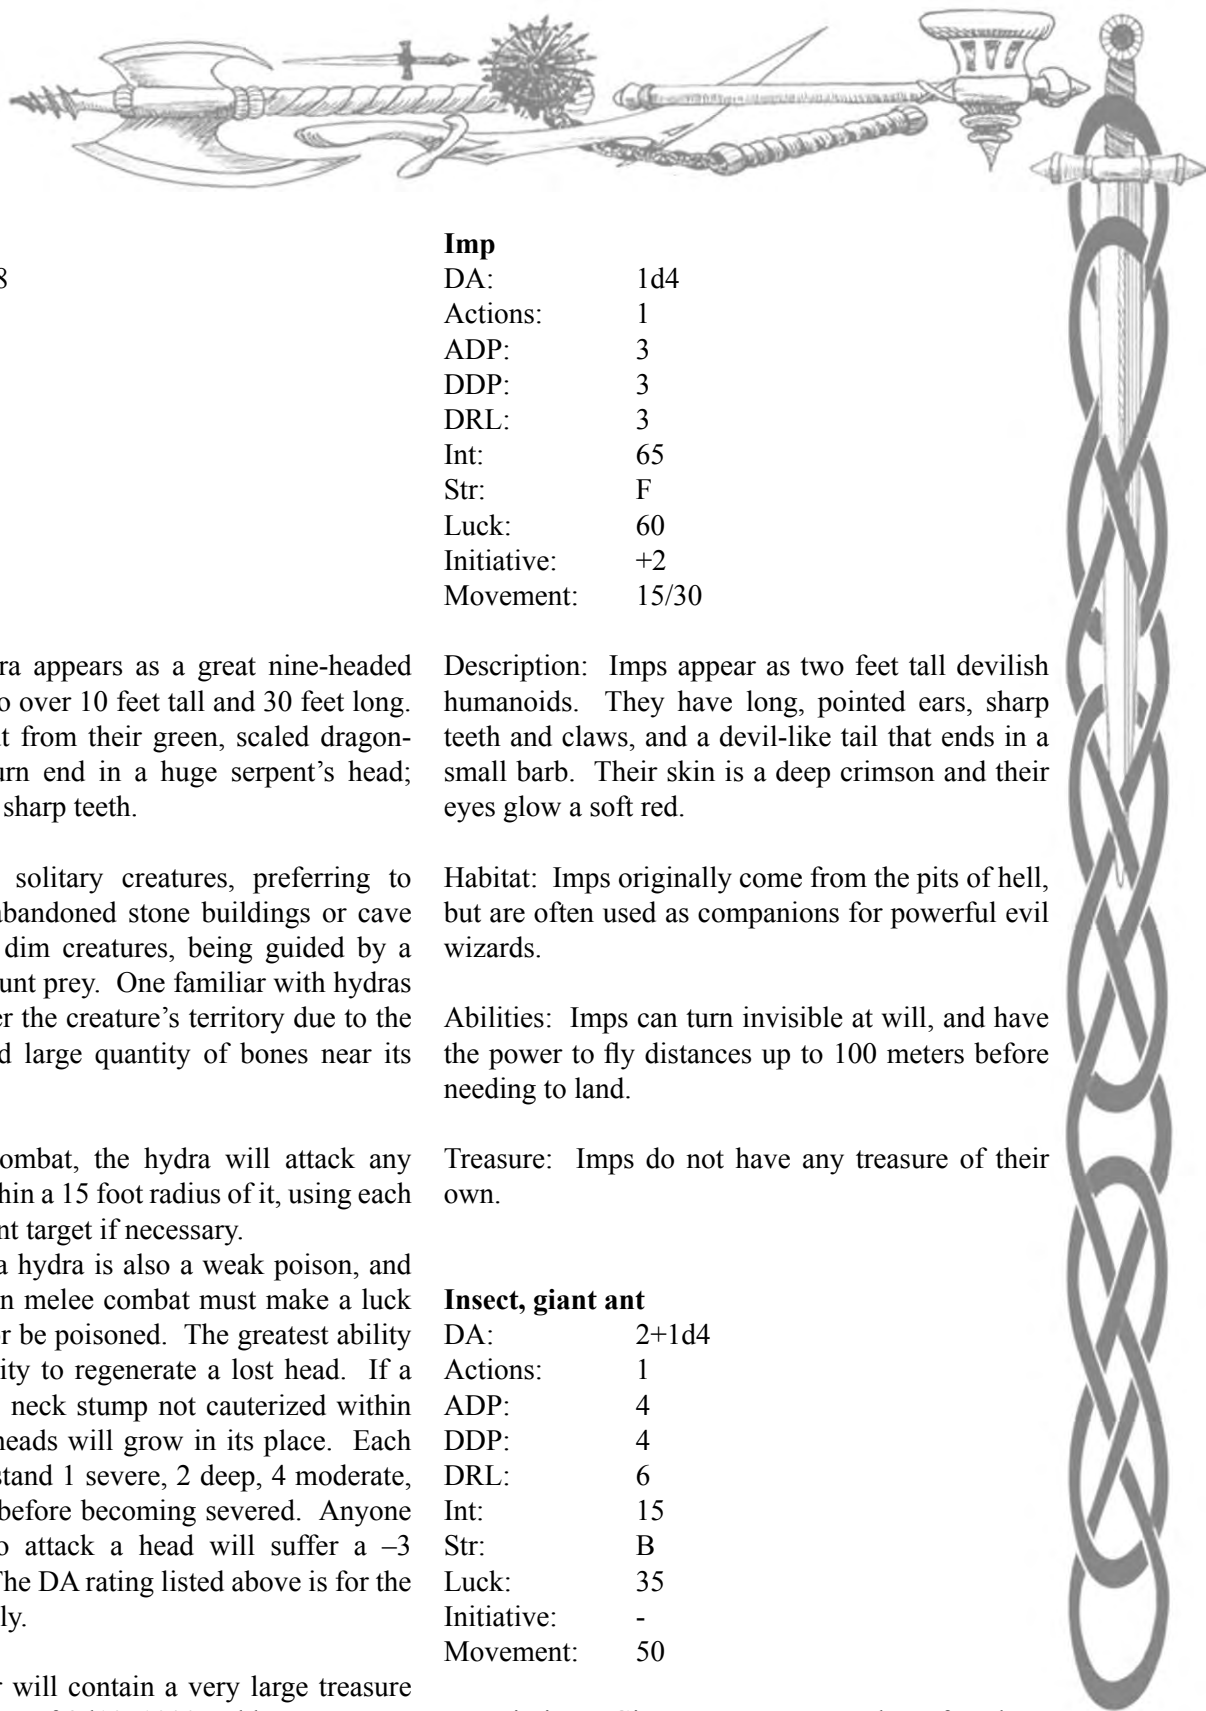 8
ra appears as a great nine-headed
o over 10 feet tall and 30 feet long.
t from their green, scaled dragon-
urn end in a huge serpent's head;
sharp teeth.
solitary creatures, preferring to
abandoned stone buildings or cave
dim creatures, being guided by a
unt prey. One familiar with hydras
er the creature's territory due to the
d large quantity of bones near its
ombat, the hydra will attack any
hin a 15 foot radius of it, using each
nt target if necessary.
a hydra is also a weak poison, and
n melee combat must make a luck
or be poisoned. The greatest ability
ity to regenerate a lost head. If a
neck stump not cauterized within
heads will grow in its place. Each
stand 1 severe, 2 deep, 4 moderate,
before becoming severed. Anyone
o attack a head will suffer a –3
The DA rating listed above is for the
ly.
r will contain a very large treasure
Imp
DA: 1d4
Actions: 1
ADP: 3
DDP: 3
DRL: 3
Int: 65
Str: F
Luck: 60
Initiative: +2
Movement: 15/30
Description: Imps appear as two feet tall devilish
humanoids. They have long, pointed ears, sharp
teeth and claws, and a devil-like tail that ends in a
small barb. Their skin is a deep crimson and their
eyes glow a soft red.
Habitat: Imps originally come from the pits of hell,
but are often used as companions for powerful evil
wizards.
Abilities: Imps can turn invisible at will, and have
the power to fly distances up to 100 meters before
needing to land.
Treasure: Imps do not have any treasure of their
own.
Insect, giant ant
DA: 2+1d4
Actions: 1
ADP: 4
DDP: 4
DRL: 6
Int: 15
Str: B
Luck: 35
Initiative: -
Movement: 50